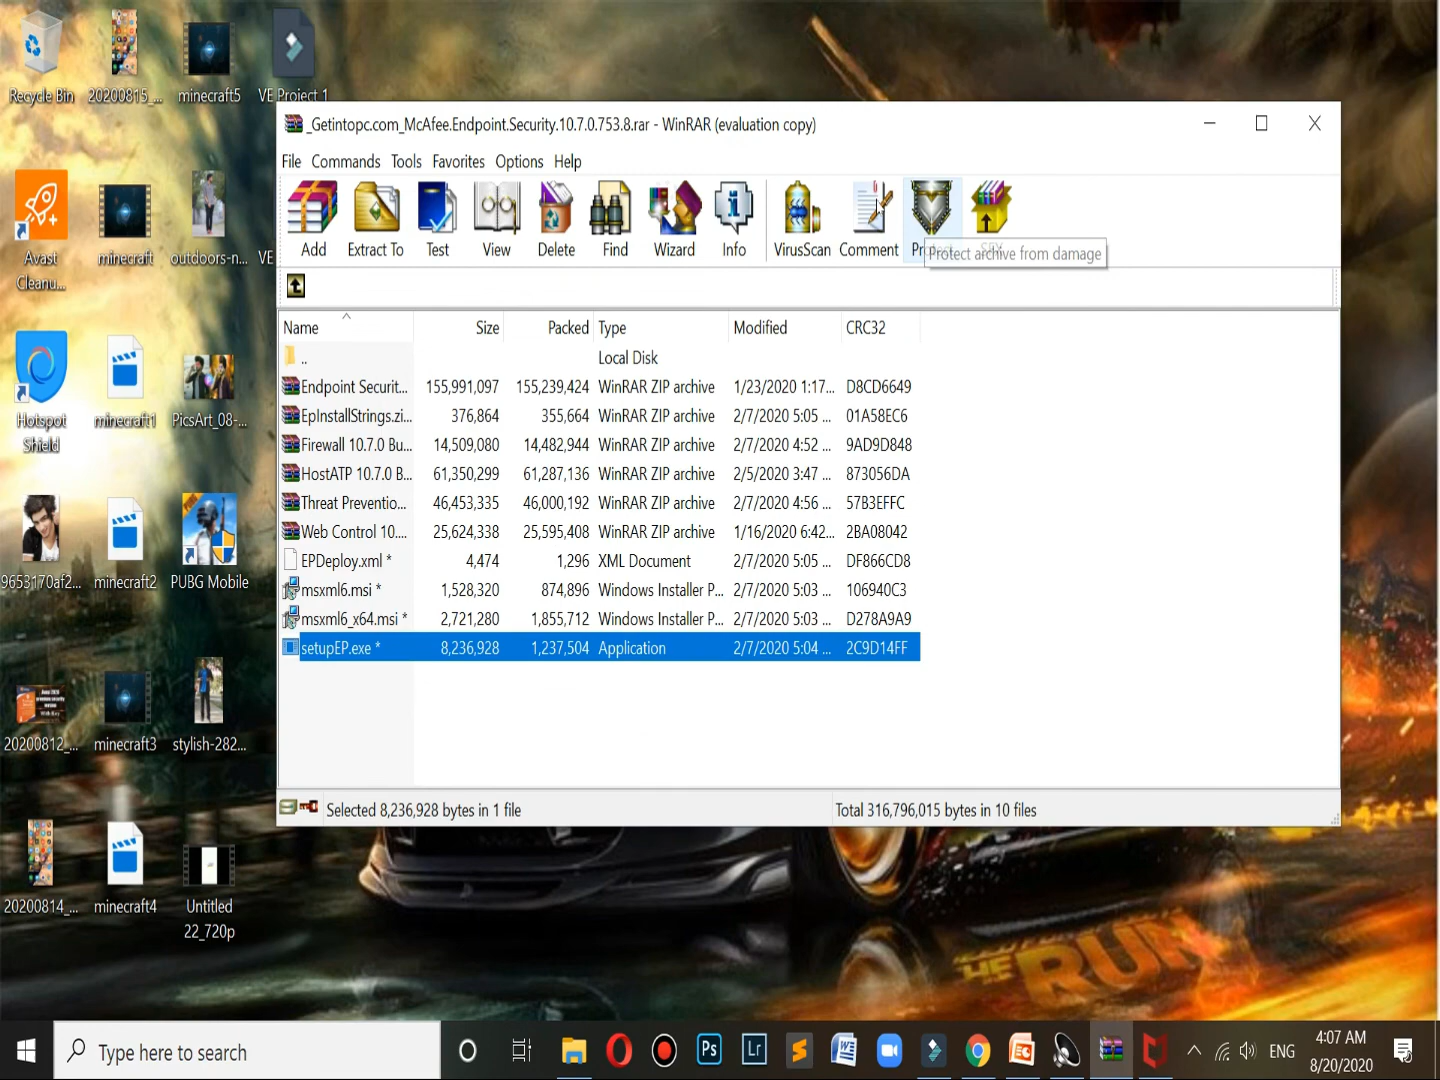 Recycle Bin
20200815_...
minecraft5
VE Project 1
Avast
Cleanu...
minecraft
outdoors-n...
VE
Hotspot
Shield
minecraft1
PicsArt_08-...
9653170af2...
minecraft2
PUBG Mobile
20200812_...
minecraft3
stylish-282...
20200814_...
minecraft4
Untitled
22_720p
_Getintopc.com_McAfee.Endpoint.Security.10.7.0.753.8.rar - WinRAR (evaluation copy)
File Commands Tools Favorites Options Help
Add Extract To Test View Delete Find Wizard Info VirusScan Comment
Protect archive from damage
Name Size Packed Type Modified CRC32
.. Local Disk
Endpoint Securit... 155,991,097 155,239,424 WinRAR ZIP archive 1/23/2020 1:17... D8CD6649
EpInstallStrings.zi... 376,864 355,664 WinRAR ZIP archive 2/7/2020 5:05 ... 01A58EC6
Firewall 10.7.0 Bu... 14,509,080 14,482,944 WinRAR ZIP archive 2/7/2020 4:52 ... 9AD9D848
HostATP 10.7.0 B... 61,350,299 61,287,136 WinRAR ZIP archive 2/5/2020 3:47 ... 873056DA
Threat Preventio... 46,453,335 46,000,192 WinRAR ZIP archive 2/7/2020 4:56 ... 57B3EFFC
Web Control 10.... 25,624,338 25,595,408 WinRAR ZIP archive 1/16/2020 6:42... 2BA08042
EPDeploy.xml * 4,474 1,296 XML Document 2/7/2020 5:05 ... DF866CD8
msxml6.msi * 1,528,320 874,896 Windows Installer P... 2/7/2020 5:03 ... 106940C3
msxml6_x64.msi * 2,721,280 1,855,712 Windows Installer P... 2/7/2020 5:03 ... D278A9A9
setupEP.exe * 8,236,928 1,237,504 Application 2/7/2020 5:04 ... 2C9D14FF
Selected 8,236,928 bytes in 1 file
Total 316,796,015 bytes in 10 files
THE RUN
Type here to search
Ps
Lr
ENG
4:07 AM
8/20/2020